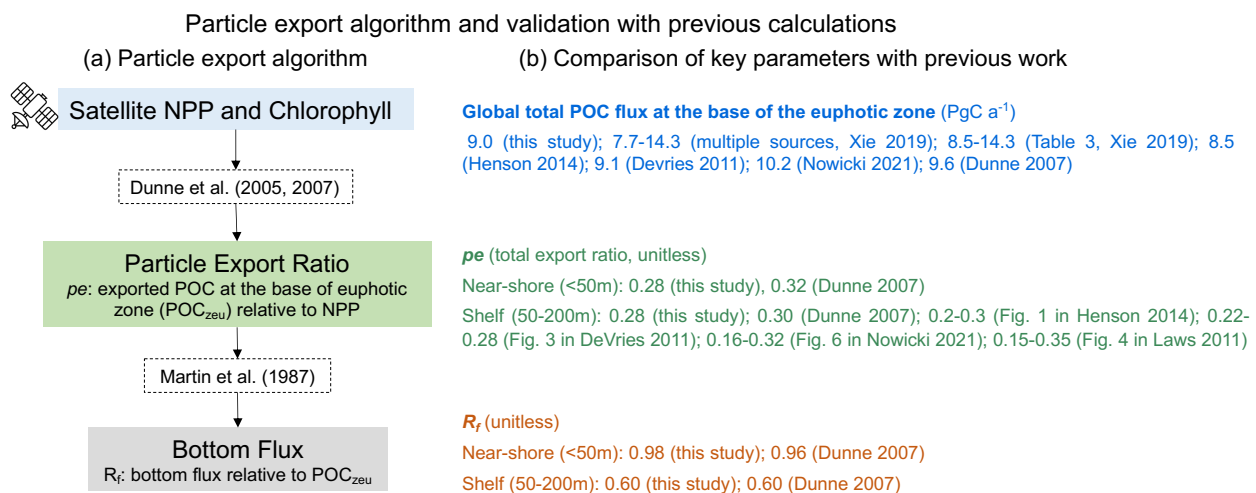 Particle export algorithm and validation with previous calculations
(a) Particle export algorithm
(b) Comparison of key parameters with previous work
Satellite NPP and Chlorophyll
Dunne et al. (2005, 2007)
Particle Export Ratio
pe: exported POC at the base of euphotic
zone (POCzeu) relative to NPP
Martin et al. (1987)
Bottom Flux
Rf: bottom flux relative to POCzeu
Global total POC flux at the base of the euphotic zone (PgC a⁻¹)
9.0 (this study); 7.7-14.3 (multiple sources, Xie 2019); 8.5-14.3 (Table 3, Xie 2019); 8.5
(Henson 2014); 9.1 (Devries 2011); 10.2 (Nowicki 2021); 9.6 (Dunne 2007)
pe (total export ratio, unitless)
Near-shore (<50m): 0.28 (this study), 0.32 (Dunne 2007)
Shelf (50-200m): 0.28 (this study); 0.30 (Dunne 2007); 0.2-0.3 (Fig. 1 in Henson 2014); 0.22-
0.28 (Fig. 3 in DeVries 2011); 0.16-0.32 (Fig. 6 in Nowicki 2021); 0.15-0.35 (Fig. 4 in Laws 2011)
Rf (unitless)
Near-shore (<50m): 0.98 (this study); 0.96 (Dunne 2007)
Shelf (50-200m): 0.60 (this study); 0.60 (Dunne 2007)